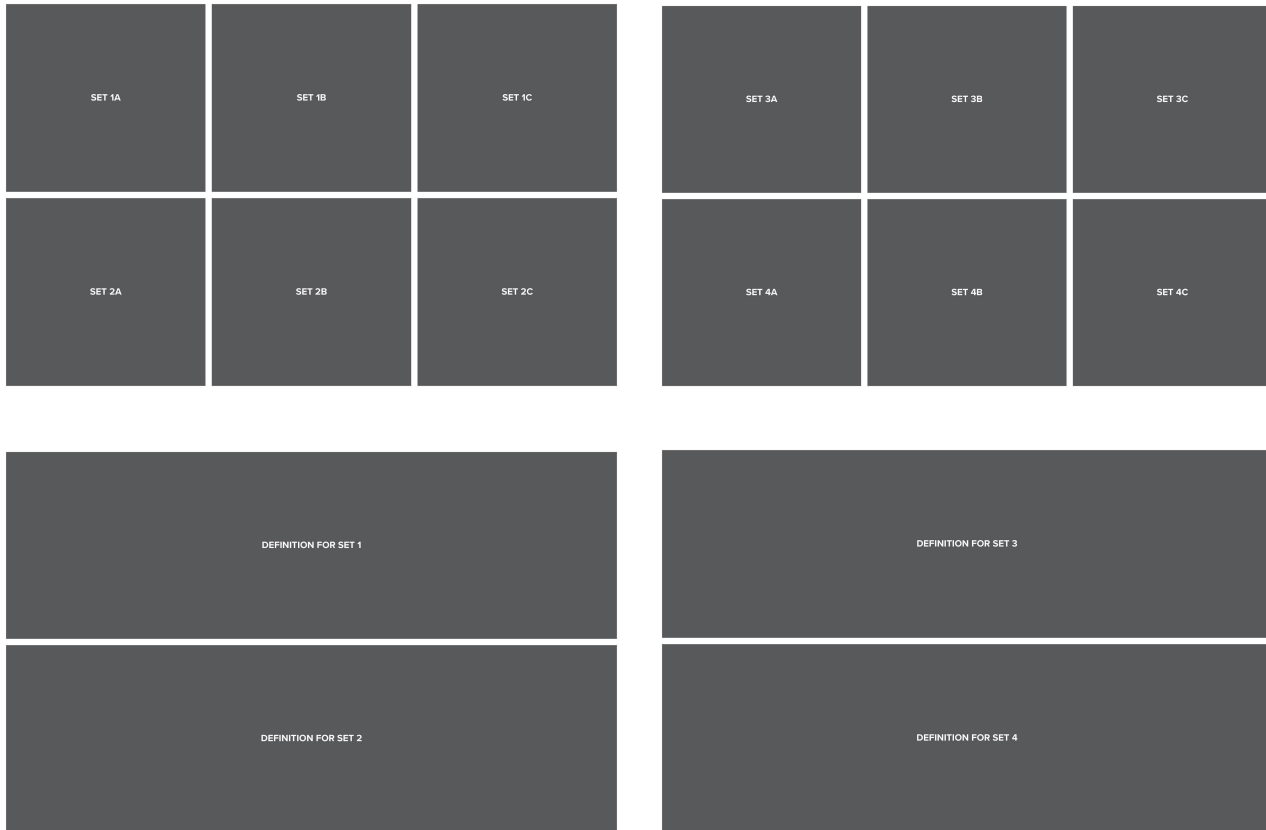 SET 1A
SET 1B
SET 1C
SET 2A
SET 2B
SET 2C
SET 3A
SET 3B
SET 3C
SET 4A
SET 4B
SET 4C
DEFINITION FOR SET 1
DEFINITION FOR SET 2
DEFINITION FOR SET 3
DEFINITION FOR SET 4